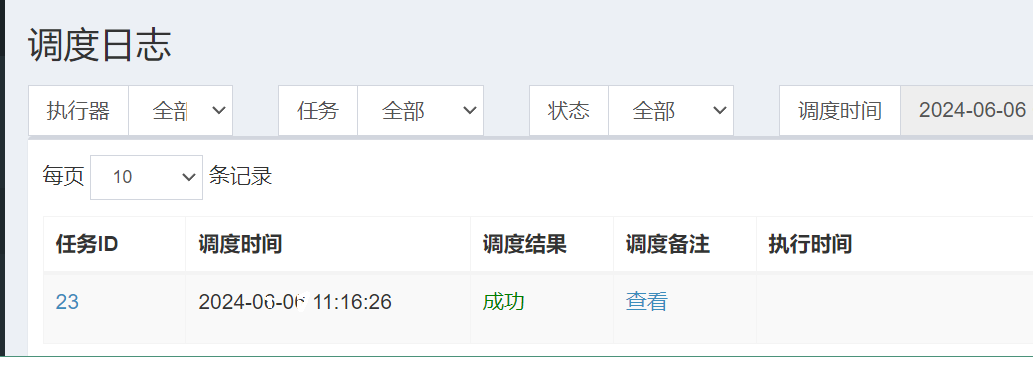 调度日志
执行器 全部 任务 全部 状态 全部 调度时间 2024-06-06
每页 10 条记录
任务ID 调度时间 调度结果 调度备注 执行时间
23 2024-06-06 11:16:26 成功 查看